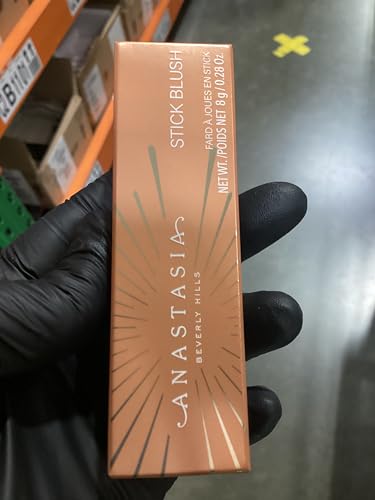 ANASTASIA
BEVERLY HILLS
STICK BLUSH
FARD À JOUES EN STICK
NET WT./POIDS NET 8 g / 0.28 Oz